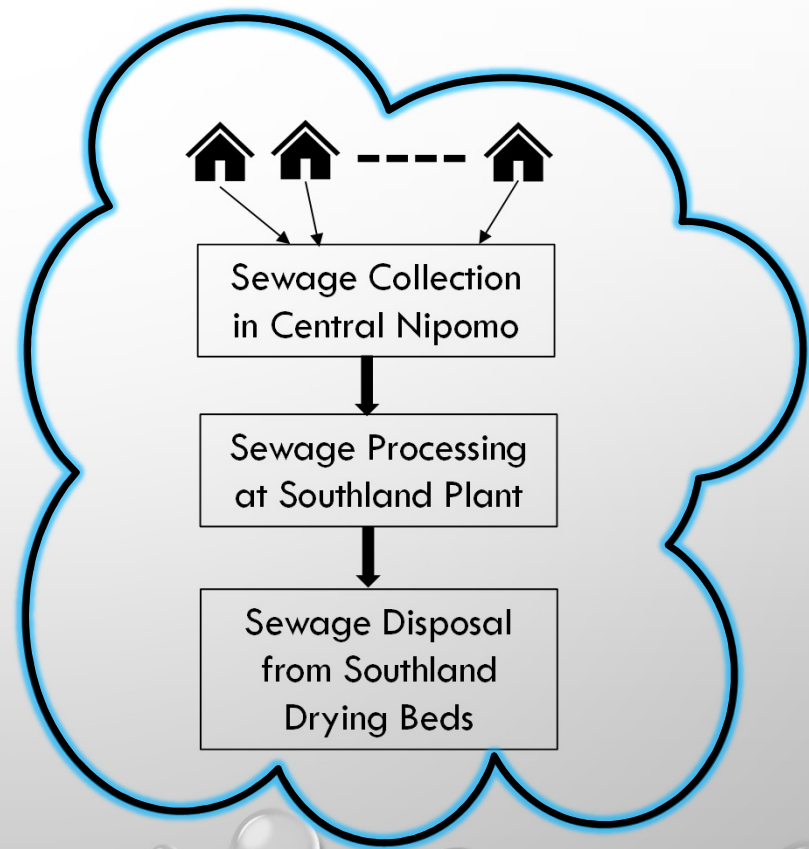 Sewage Collection
in Central Nipomo
Sewage Processing
at Southland Plant
Sewage Disposal
from Southland
Drying Beds